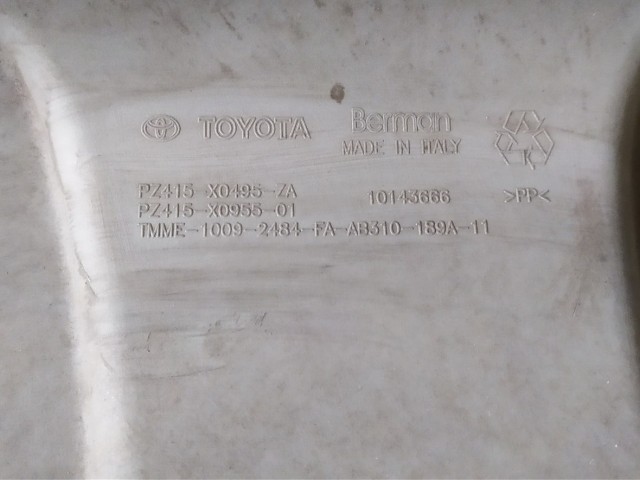 TOYOTA Berman
MADE IN ITALY
K
PZ415-X0495-ZA 10143666 >PP<
PZ415-X0955-01
TMME-1009-2484-FA-A8310-189A-11